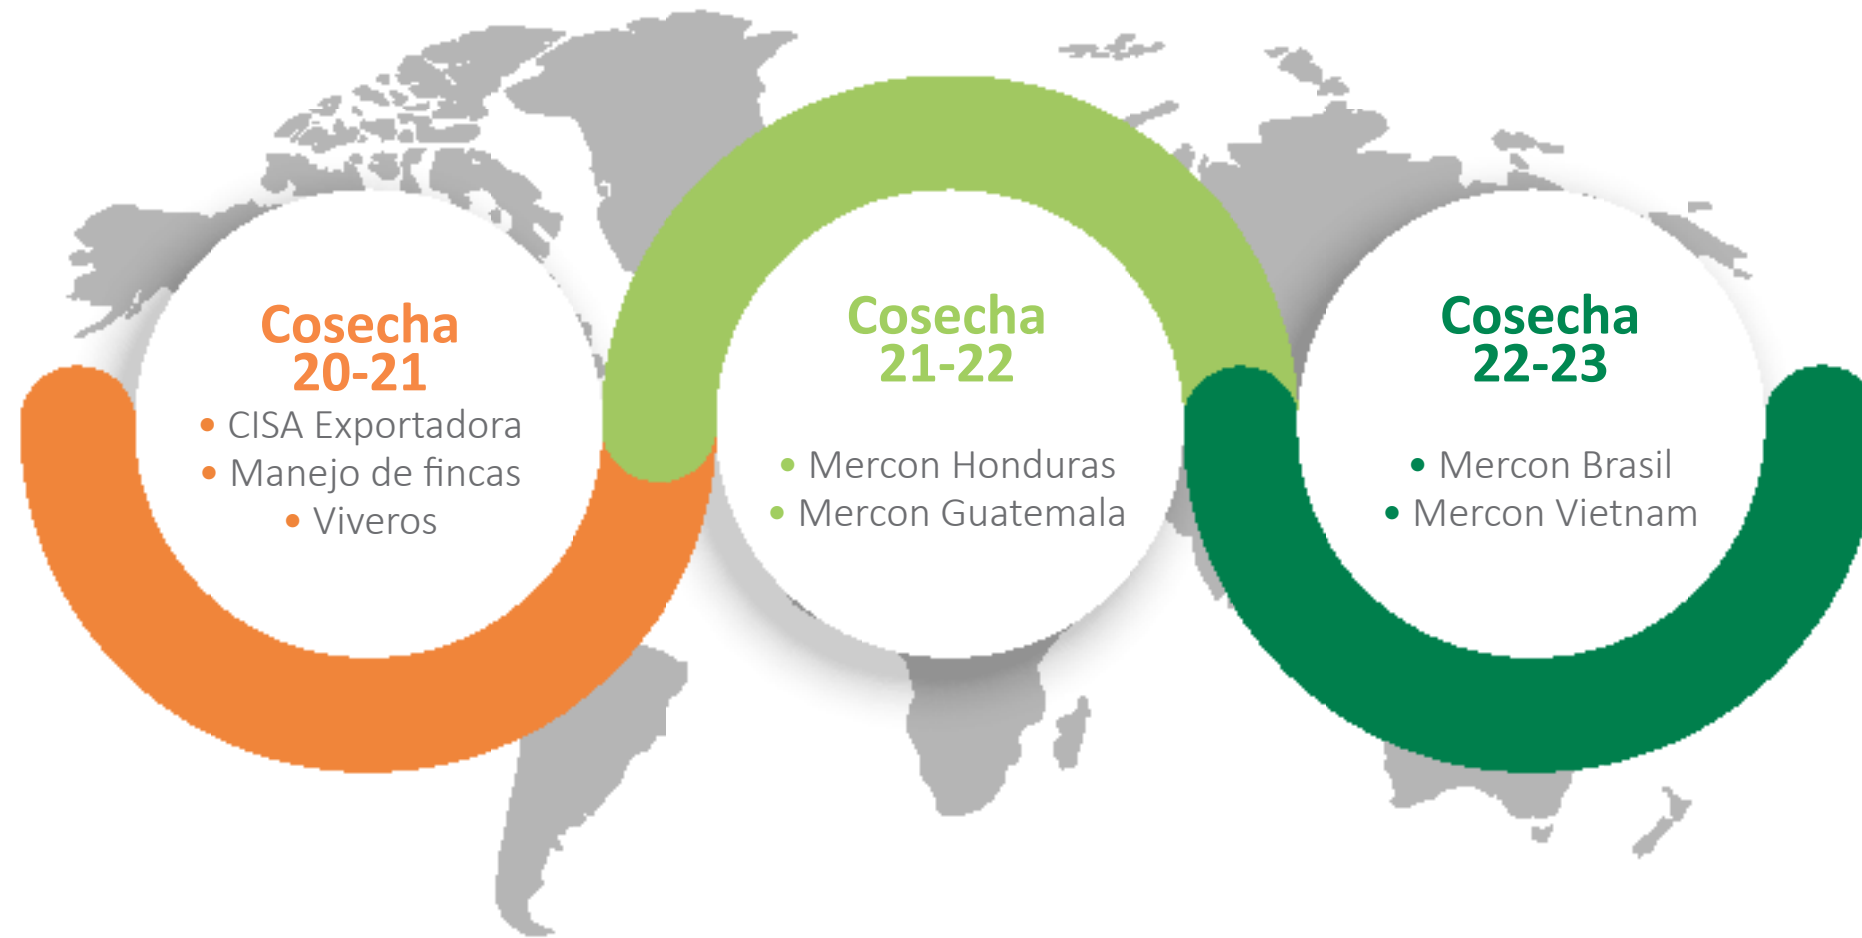 Cosecha
20-21
• CISA Exportadora
• Manejo de fincas
• Viveros
Cosecha
21-22
• Mercon Honduras
• Mercon Guatemala
Cosecha
22-23
• Mercon Brasil
• Mercon Vietnam